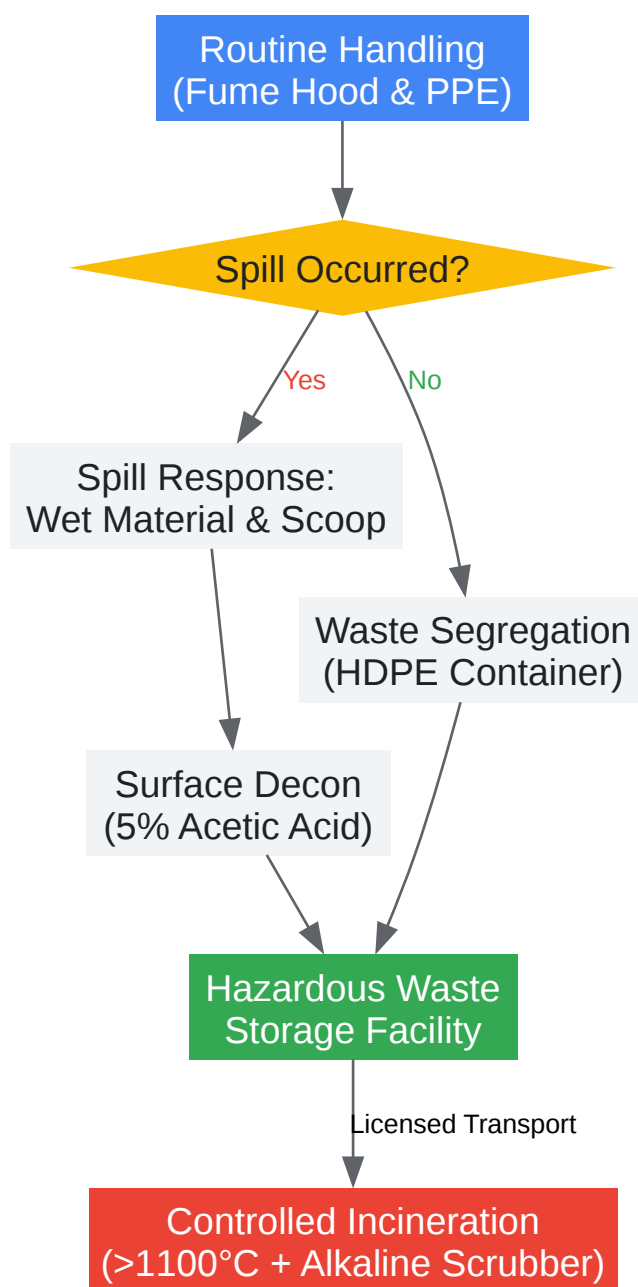 Routine Handling
(Fume Hood & PPE)
Spill Occurred?
Yes
No
Spill Response:
Wet Material & Scoop
Waste Segregation
(HDPE Container)
Surface Decon
(5% Acetic Acid)
Hazardous Waste
Storage Facility
Licensed Transport
Controlled Incineration
(>1100°C + Alkaline Scrubber)